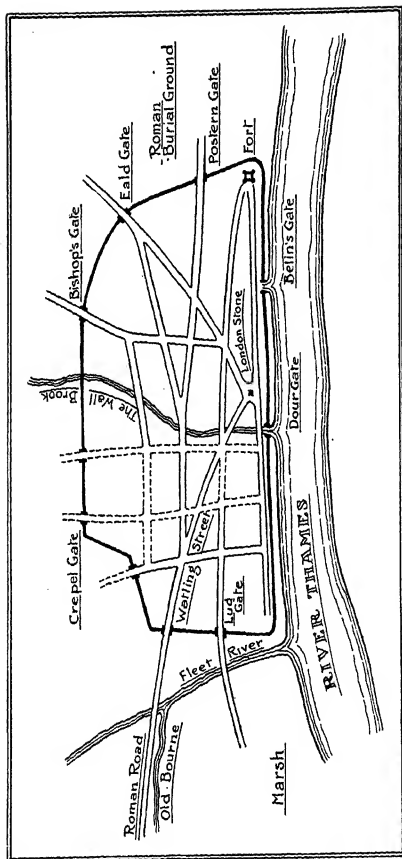 Crepel Gate
Bishop's Gate
Eald Gate
Roman
Burial Ground
Postern Gate
Fort
The Wall
Brook
London Stone
Belin's Gate
Dour Gate
Watling
Street
Lud
Gate
Fleet River
Roman Road
Old Bourne
Marsh
RIVER THAMES